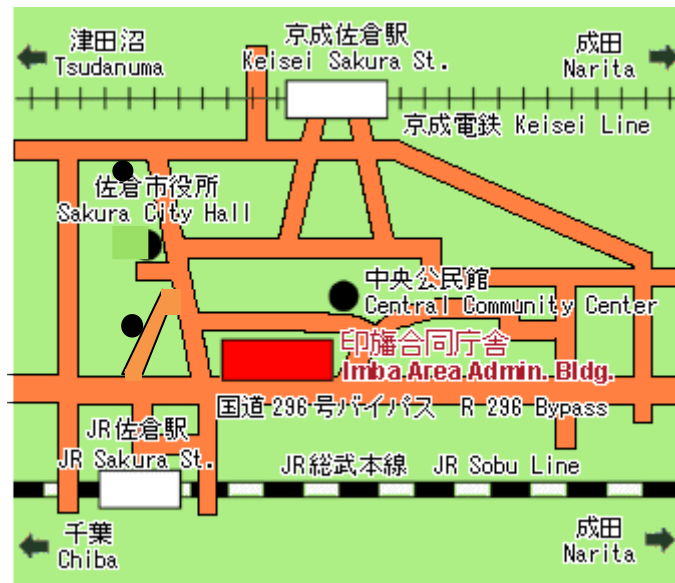 津田沼
Tsudanuma
京成佐倉駅
Keisei Sakura St.
成田
Narita
京成電鉄 Keisei Line
佐倉市役所
Sakura City Hall
中央公民館
Central Community Center
印旛合同庁舎
Imba Area Admin. Bldg.
国道296号バイパス R 296 Bypass
JR佐倉駅
JR Sakura St.
JR総武本線 JR Sobu Line
千葉
Chiba
成田
Narita